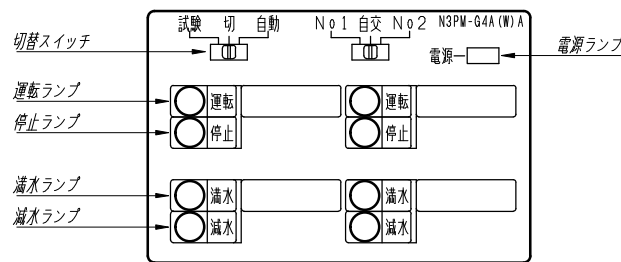 試験 切 自動 No1 自交 No2 N3PM-G4A(W)A
切替スイッチ
電源 電源ランプ
運転ランプ 運転 運転
停止ランプ 停止 停止
満水ランプ 満水 満水
減水ランプ 減水 減水